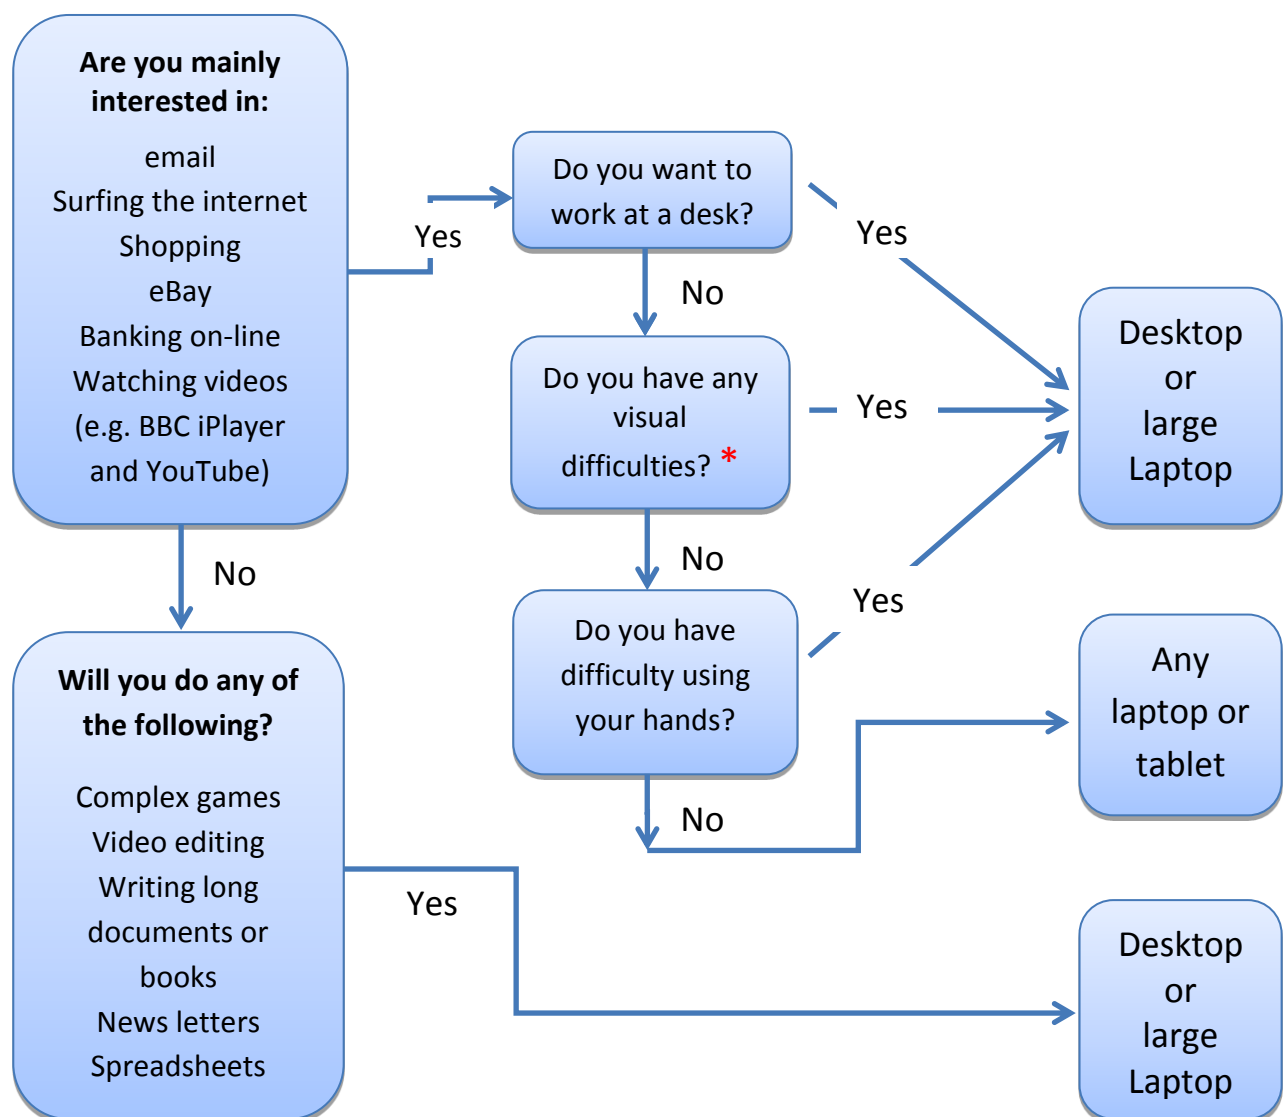 Are you mainly
interested in:
email
Surfing the internet
Shopping
eBay
Banking on-line
Watching videos
(e.g. BBC iPlayer
and YouTube)
Yes
No
Do you want to
work at a desk?
Yes
No
Do you have any
visual
difficulties? *
Yes
No
Do you have
difficulty using
your hands?
Yes
No
Desktop
or
large
Laptop
Any
laptop or
tablet
Will you do any of
the following?
Complex games
Video editing
Writing long
documents or
books
News letters
Spreadsheets
Yes
Desktop
or
large
Laptop